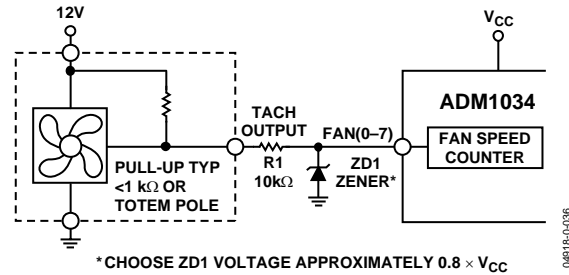 12V
VCC
ADM1034
FAN SPEED
COUNTER
TACH
OUTPUT
FAN(0–7)
R1
10kΩ
ZD1
ZENER*
PULL-UP TYP
<1 kΩ OR
TOTEM POLE
*CHOOSE ZD1 VOLTAGE APPROXIMATELY 0.8 × VCC
04918-0-036